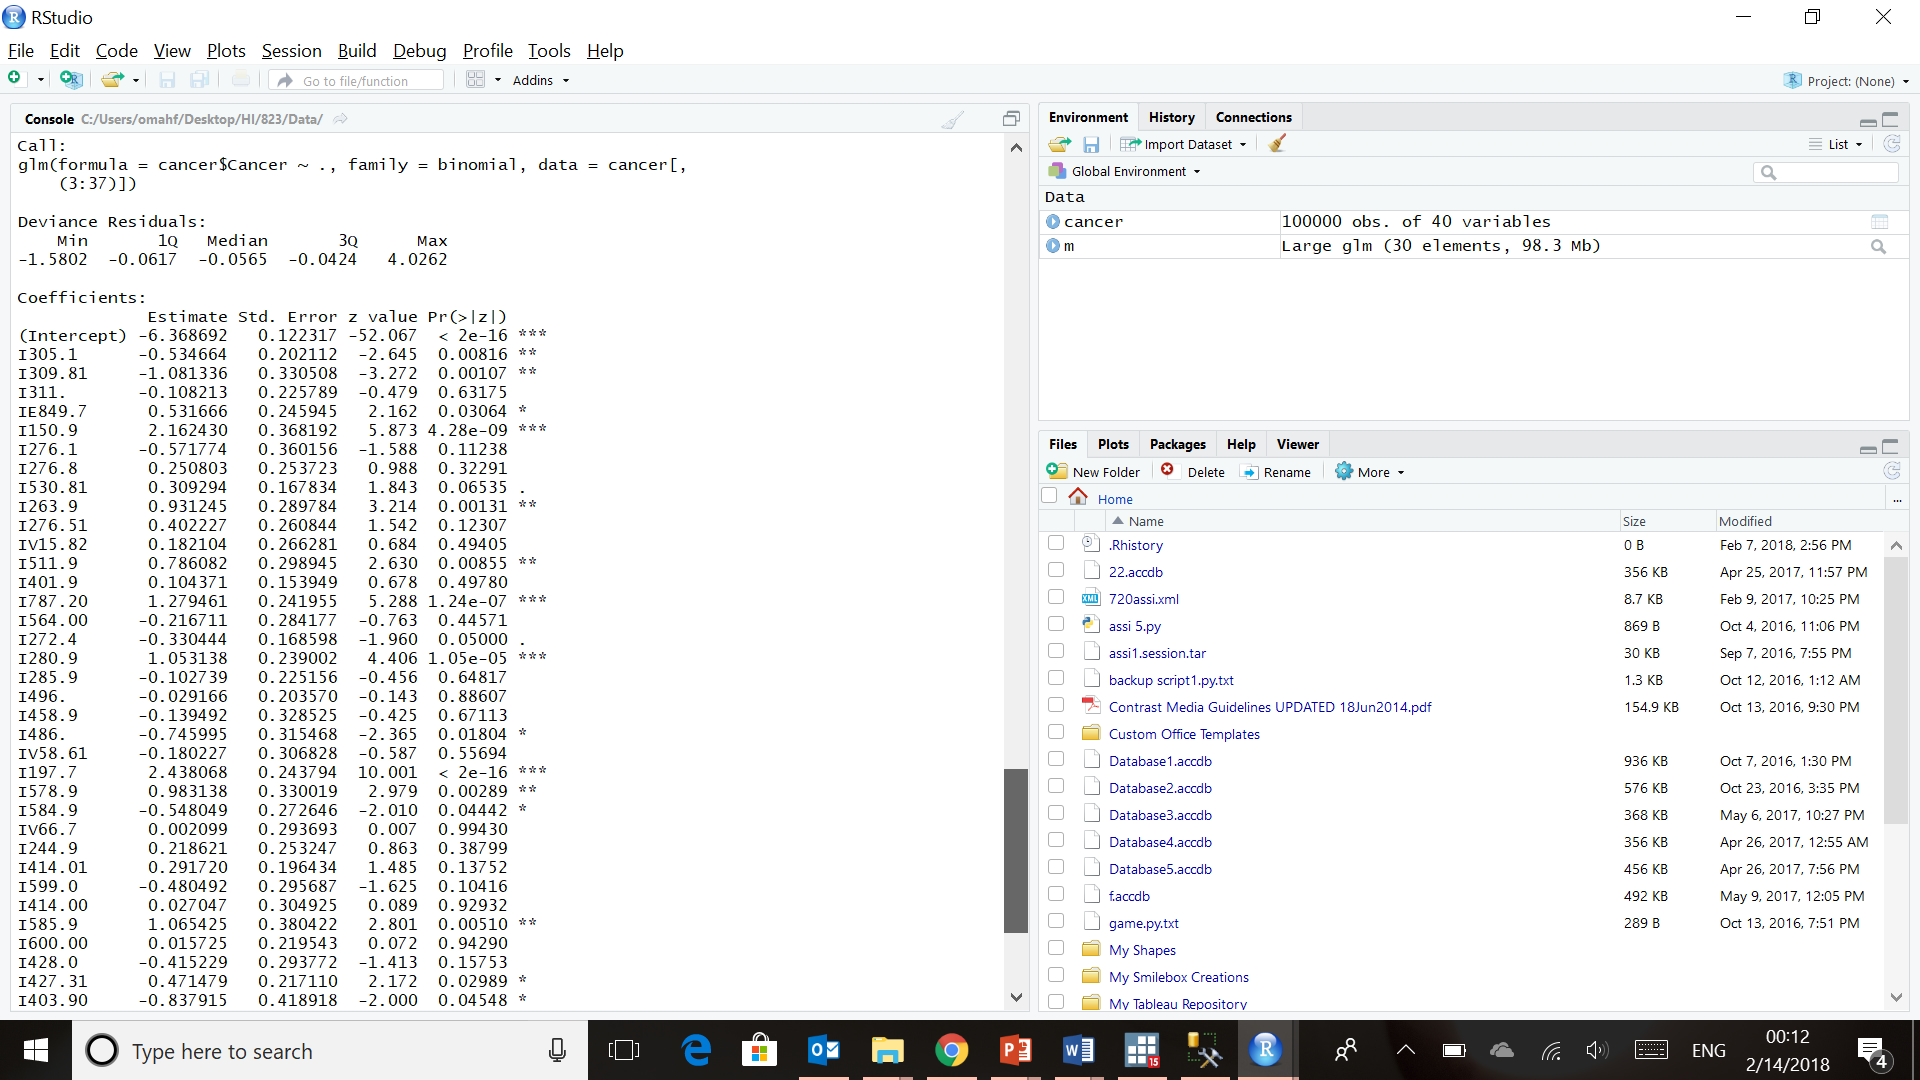 RStudio
File Edit Code View Plots Session Build Debug Profile Tools Help
Go to file/function Addins Project: (None)
Console C:/Users/omahf/Desktop/HI/823/Data/
Call:
glm(formula = cancer$Cancer ~ ., family = binomial, data = cancer[,
(3:37)])
Deviance Residuals:
Min 1Q Median 3Q Max
-1.5802 -0.0617 -0.0565 -0.0424 4.0262
Coefficients:
Estimate Std. Error z value Pr(>|z|)
(Intercept) -6.368692 0.122317 -52.067 < 2e-16 ***
I305.1 -0.534664 0.202112 -2.645 0.00816 **
I309.81 -1.081336 0.330508 -3.272 0.00107 **
I311. -0.108213 0.225789 -0.479 0.63175
IE849.7 0.531666 0.245945 2.162 0.03064 *
I150.9 2.162430 0.368192 5.873 4.28e-09 ***
I276.1 -0.571774 0.360156 -1.588 0.11238
I276.8 0.250803 0.253723 0.988 0.32291
I530.81 0.309294 0.167834 1.843 0.06535 .
I263.9 0.931245 0.289784 3.214 0.00131 **
I276.51 0.402227 0.260844 1.542 0.12307
IV15.82 0.182104 0.266281 0.684 0.49405
I511.9 0.786082 0.298945 2.630 0.00855 **
I401.9 0.104371 0.153949 0.678 0.49780
I787.20 1.279461 0.241955 5.288 1.24e-07 ***
I564.00 -0.216711 0.284177 -0.763 0.44571
I272.4 -0.330444 0.168598 -1.960 0.05000 .
I280.9 1.053138 0.239002 4.406 1.05e-05 ***
I285.9 -0.102739 0.225156 -0.456 0.64817
I496. -0.029166 0.203570 -0.143 0.88607
I458.9 -0.139492 0.328525 -0.425 0.67113
I486. -0.745995 0.315468 -2.365 0.01804 *
IV58.61 -0.180227 0.306828 -0.587 0.55694
I197.7 2.438068 0.243794 10.001 < 2e-16 ***
I578.9 0.983138 0.330019 2.979 0.00289 **
I584.9 -0.548049 0.272646 -2.010 0.04442 *
IV66.7 0.002099 0.293693 0.007 0.99430
I244.9 0.218621 0.253247 0.863 0.38799
I414.01 0.291720 0.196434 1.485 0.13752
I599.0 -0.480492 0.295687 -1.625 0.10416
I414.00 0.027047 0.304925 0.089 0.92932
I585.9 1.065425 0.380422 2.801 0.00510 **
I600.00 0.015725 0.219543 0.072 0.94290
I428.0 -0.415229 0.293772 -1.413 0.15753
I427.31 0.471479 0.217110 2.172 0.02989 *
I403.90 -0.837915 0.418918 -2.000 0.04548 *
Environment History Connections
Import Dataset List
Global Environment
Data
cancer 100000 obs. of 40 variables
m Large glm (30 elements, 98.3 Mb)
Files Plots Packages Help Viewer
New Folder Delete Rename More
Home ...
Name Size Modified
.Rhistory 0 B Feb 7, 2018, 2:56 PM
22.accdb 356 KB Apr 25, 2017, 11:57 PM
720assi.xml 8.7 KB Feb 9, 2017, 10:25 PM
assi 5.py 869 B Oct 4, 2016, 11:06 PM
assi1.session.tar 30 KB Sep 7, 2016, 7:55 PM
backup script1.py.txt 1.3 KB Oct 12, 2016, 1:12 AM
Contrast Media Guidelines UPDATED 18Jun2014.pdf 154.9 KB Oct 13, 2016, 9:30 PM
Custom Office Templates
Database1.accdb 936 KB Oct 7, 2016, 1:30 PM
Database2.accdb 576 KB Oct 23, 2016, 3:35 PM
Database3.accdb 368 KB May 6, 2017, 10:27 PM
Database4.accdb 356 KB Apr 26, 2017, 12:55 AM
Database5.accdb 456 KB Apr 26, 2017, 7:56 PM
f.accdb 492 KB May 9, 2017, 12:05 PM
game.py.txt 289 B Oct 13, 2016, 7:51 PM
My Shapes
My Smilebox Creations
My Tableau Repository
Type here to search
ENG
00:12
2/14/2018
4